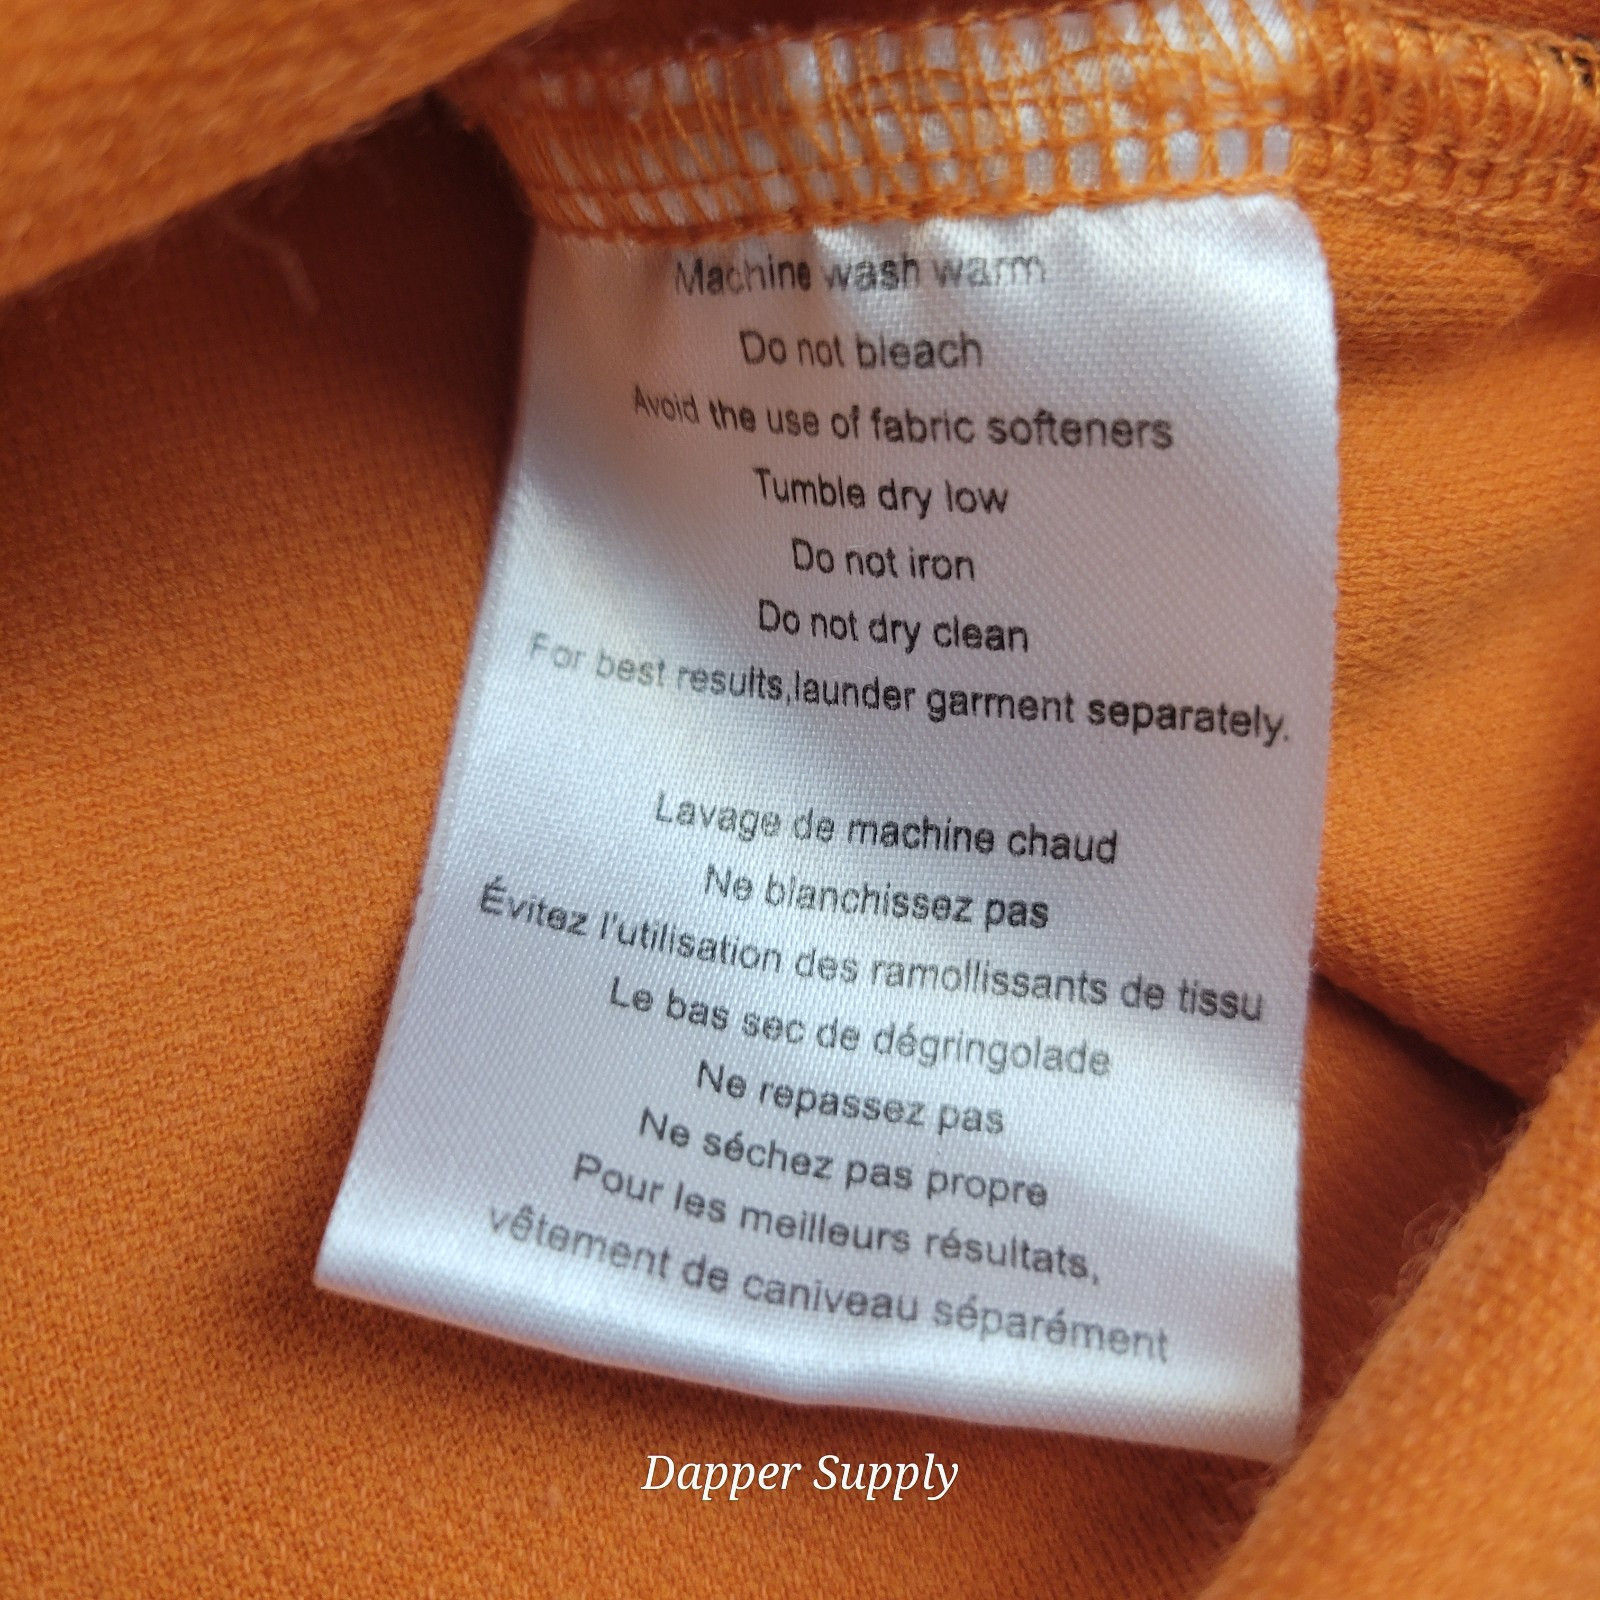 Machine wash warm
Do not bleach
Avoid the use of fabric softeners
Tumble dry low
Do not iron
Do not dry clean
For best results,launder garment separately.
Lavage de machine chaud
Ne blanchissez pas
Évitez l'utilisation des ramollissants de tissu
Le bas sec de dégringolade
Ne repassez pas
Ne séchez pas propre
Pour les meilleurs résultats,
vêtement de caniveau séparément
Dapper Supply